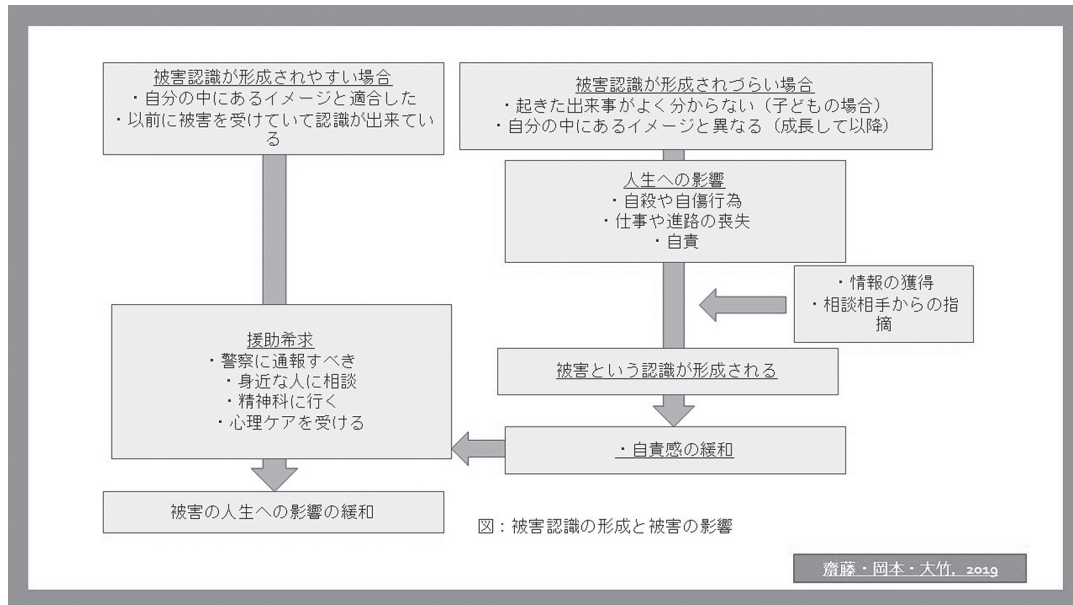 被害認識が形成されやすい場合
・自分の中にあるイメージと適合した
・以前に被害を受けていて認識が出来てい
る
被害認識が形成されづらい場合
・起きた出来事がよく分からない（子どもの場合）
・自分の中にあるイメージと異なる（成長して以降）
人生への影響
・自殺や自傷行為
・仕事や進路の喪失
・自責
・情報の獲得
・相談相手からの指
摘
援助希求
・警察に通報すべき
・身近な人に相談
・精神科に行く
・心理ケアを受ける
被害という認識が形成される
・自責感の緩和
被害の人生への影響の緩和
図：被害認識の形成と被害の影響
齋藤・岡本・大竹, 2019